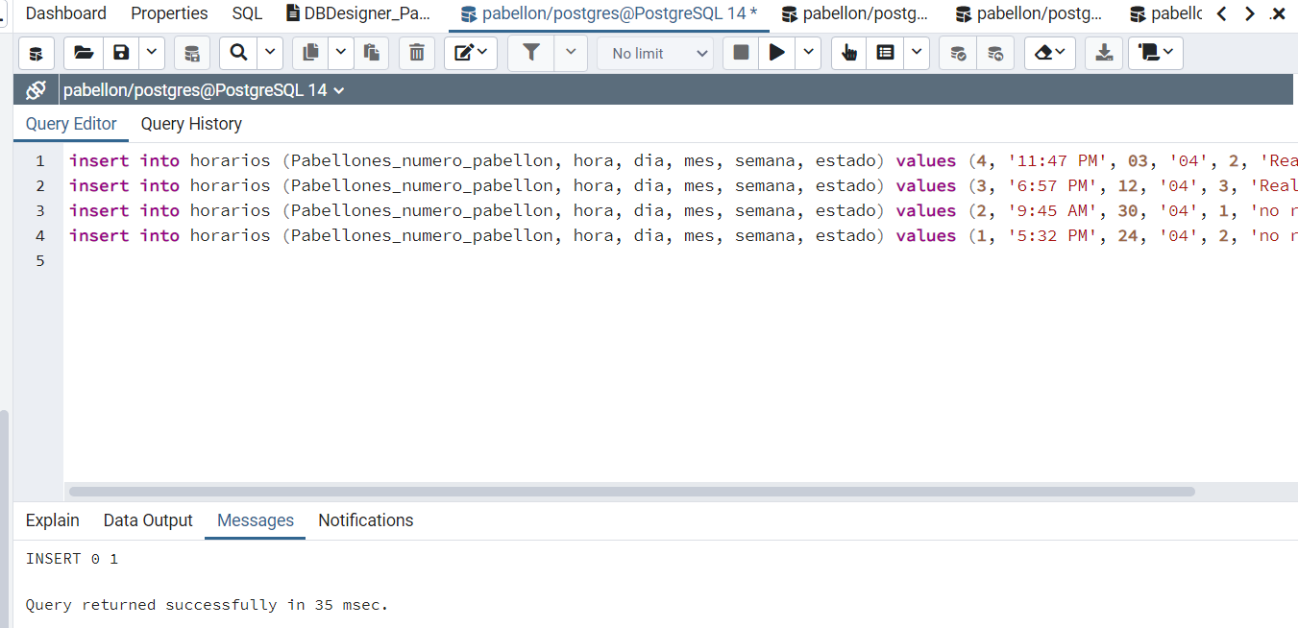 Dashboard Properties SQL DBDesigner_Pa... pabellon/postgres@PostgreSQL 14 * pabellon/postg... pabellon/postg... pabello
No limit
pabellon/postgres@PostgreSQL 14
Query Editor Query History
1 insert into horarios (Pabellones_numero_pabellon, hora, dia, mes, semana, estado) values (4, '11:47 PM', 03, '04', 2, 'Rea
2 insert into horarios (Pabellones_numero_pabellon, hora, dia, mes, semana, estado) values (3, '6:57 PM', 12, '04', 3, 'Real
3 insert into horarios (Pabellones_numero_pabellon, hora, dia, mes, semana, estado) values (2, '9:45 AM', 30, '04', 1, 'no r
4 insert into horarios (Pabellones_numero_pabellon, hora, dia, mes, semana, estado) values (1, '5:32 PM', 24, '04', 2, 'no r
5
Explain Data Output Messages Notifications
INSERT 0 1
Query returned successfully in 35 msec.